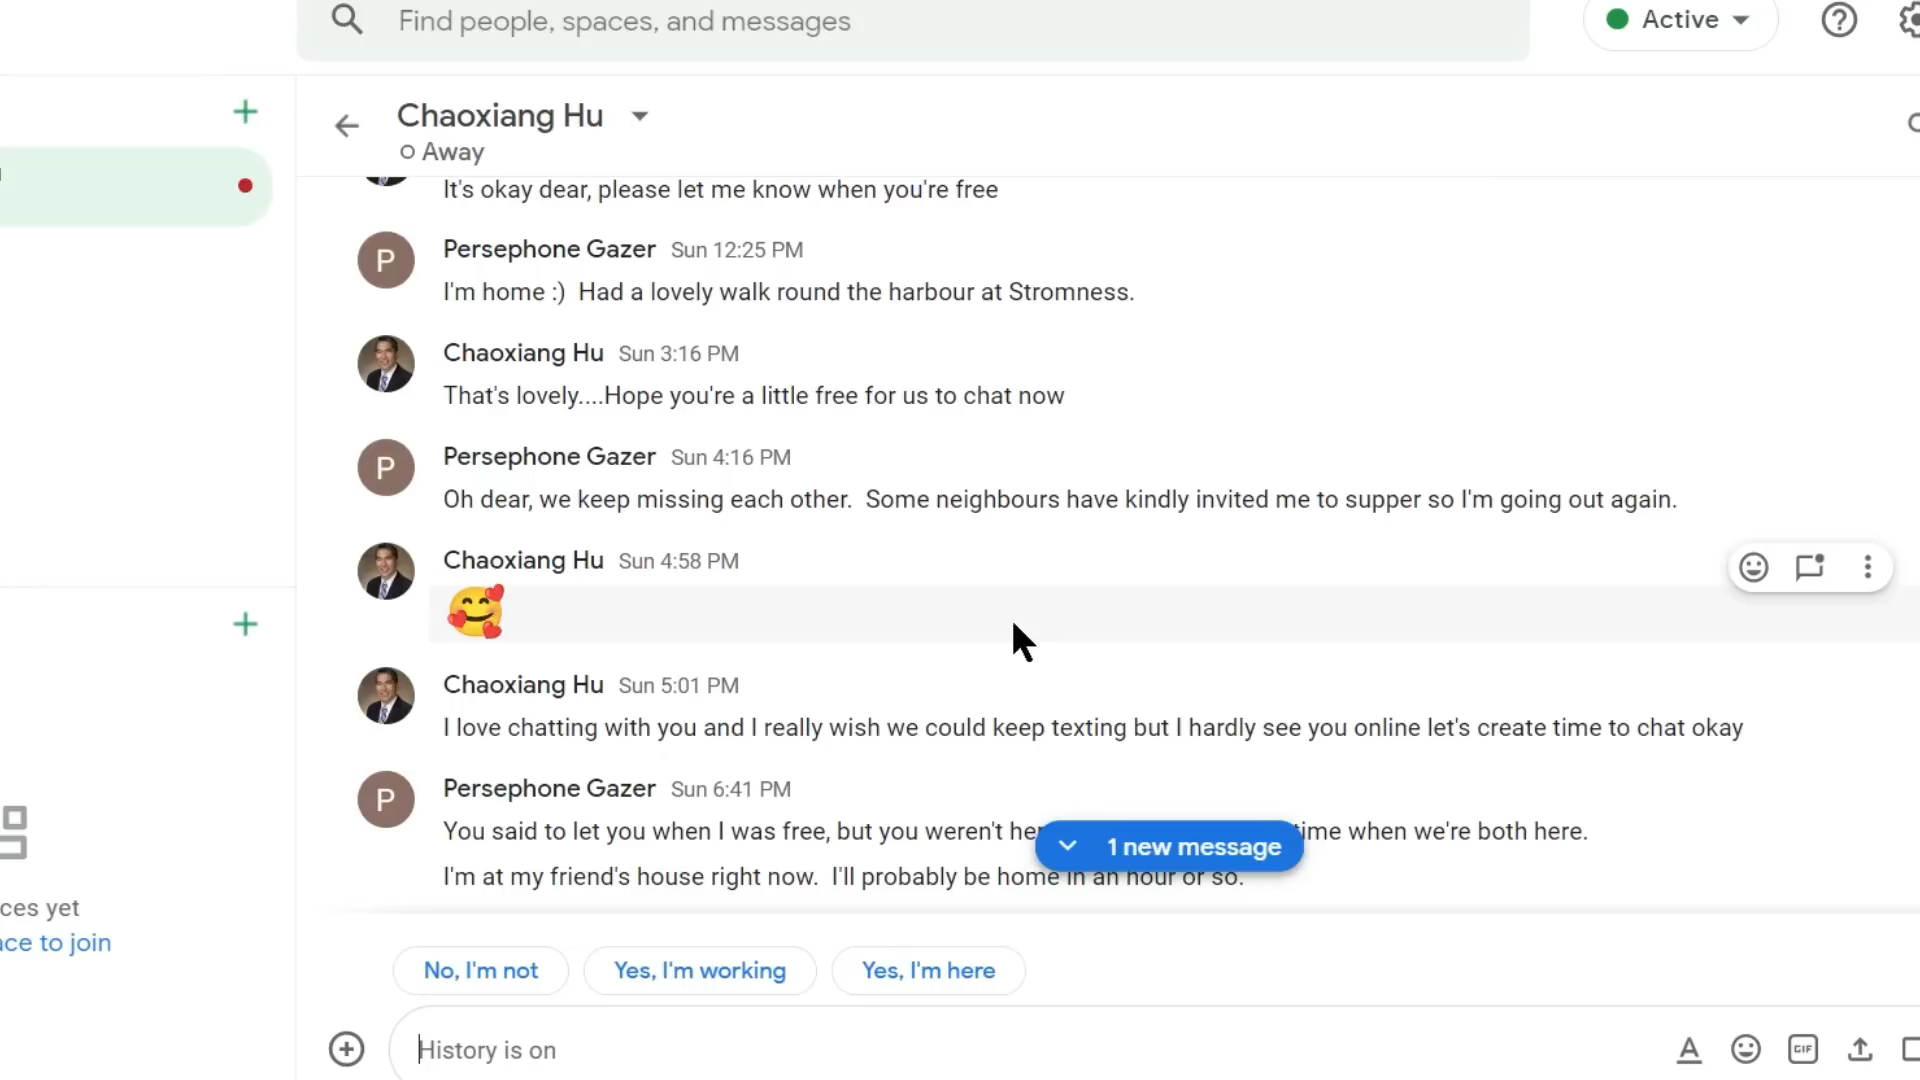 Find people, spaces, and messages
Active
Chaoxiang Hu
Away
It's okay dear, please let me know when you're free
P
Persephone Gazer Sun 12:25 PM
I'm home :) Had a lovely walk round the harbour at Stromness.
Chaoxiang Hu Sun 3:16 PM
That's lovely....Hope you're a little free for us to chat now
P
Persephone Gazer Sun 4:16 PM
Oh dear, we keep missing each other. Some neighbours have kindly invited me to supper so I'm going out again.
Chaoxiang Hu Sun 4:58 PM
🥰
Chaoxiang Hu Sun 5:01 PM
I love chatting with you and I really wish we could keep texting but I hardly see you online let's create time to chat okay
P
Persephone Gazer Sun 6:41 PM
You said to let you when I was free, but you weren't time when we're both here.
1 new message
I'm at my friend's house right now. I'll probably be home in an hour or so.
ces yet
ace to join
No, I'm not
Yes, I'm working
Yes, I'm here
History is on
GIF